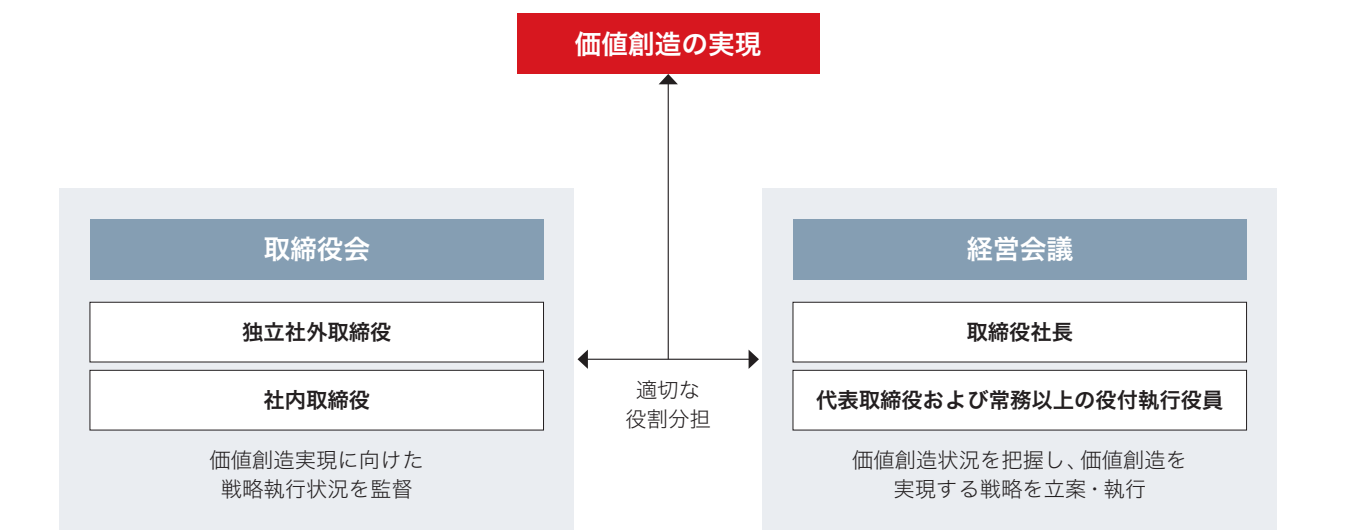 価値創造の実現
取締役会
独立社外取締役
社内取締役
価値創造実現に向けた
戦略執行状況を監督
適切な
役割分担
経営会議
取締役社長
代表取締役および常務以上の役付執行役員
価値創造状況を把握し、価値創造を
実現する戦略を立案・執行